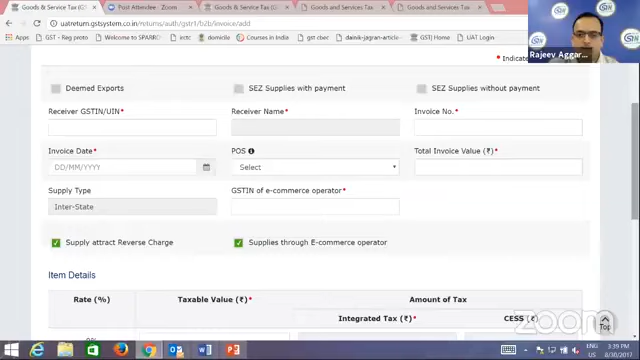 Goods & Service Tax (G
Post Attendee - Zoom
Goods & Service Tax (GS
Goods and Services Tax
Goods and Services Tax
uatreturn.gstsystem.co.in/returns/auth/gstr1/b2b/invoice/add
Apps
GST - Reg proto
domicile
Courses in India
gst cbec
dainik-jagran-article-
GSTJ Home
UAT Login
Rajeev Aggar...
• Indicate
Deemed Exports
SEZ Supplies with payment
SEZ Supplies without payment
Receiver GSTIN/UIN•
Receiver Name•
Invoice No.•
Invoice Date•
POS
Total Invoice Value (₹)•
DD/MM/YYYY
Select
Supply Type
GSTIN of e-commerce operator•
Inter-State
Supply attract Reverse Charge
Supplies through E-commerce operator
Item Details
Rate (%)
Taxable Value (₹)•
Amount of Tax
Integrated Tax (₹)•
CESS (₹)
0%
Top
zoom
ENG
3:39 PM
8/30/2017